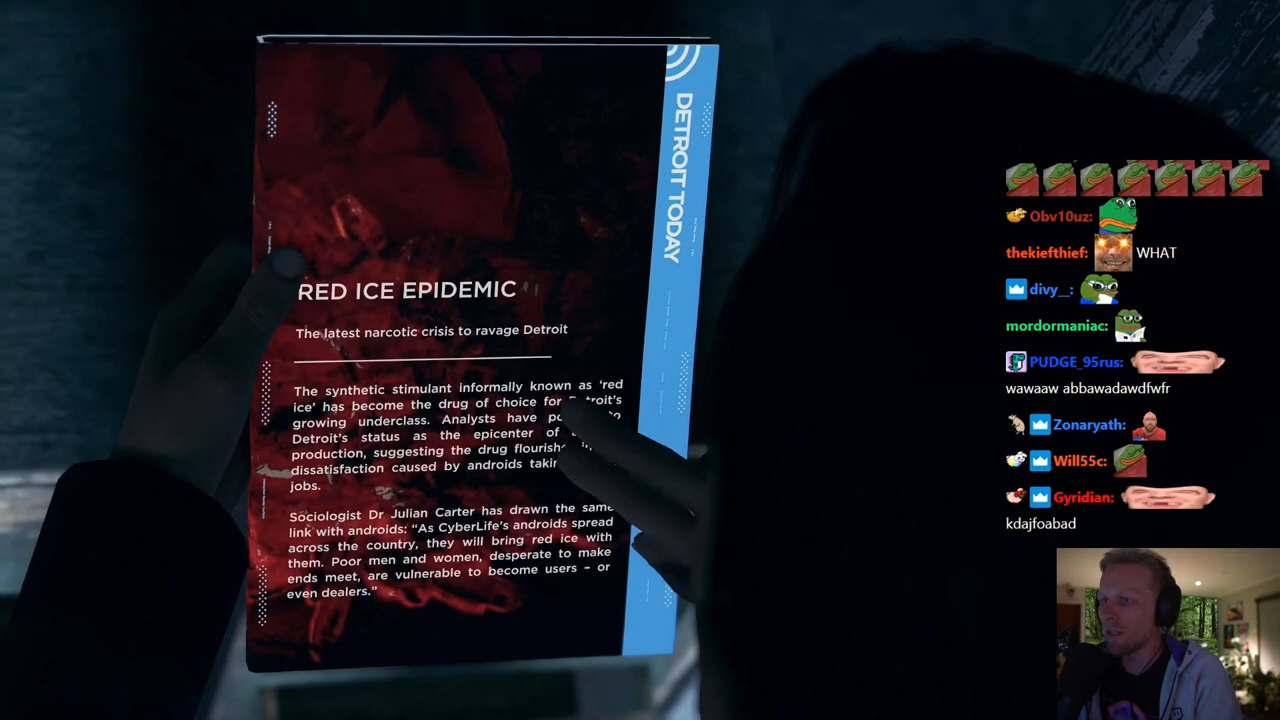 DETROIT TODAY
RED ICE EPIDEMIC
The latest narcotic crisis to ravage Detroit
The synthetic stimulant informally known as ‘red
ice’ has become the drug of choice for Detroit’s
growing underclass. Analysts have
Detroit’s status as the epicenter of
production, suggesting the drug
dissatisfaction caused by androids
jobs.
Sociologist Dr Julian Carter has drawn the same
link with androids: “As CyberLife’s androids spread
across the country, they will bring red ice with
them. Poor men and women, desperate to make
ends meet, are vulnerable to become users – or
even dealers.”
Obv10uz:
thekiefthief: WHAT
divy__:
mordormaniac:
PUDGE_95rus:
wawaaw abbawadawdfwfr
Zonaryath:
Will55c:
Gyridian:
kdajfoabad